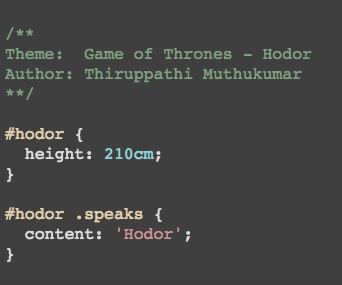 /**
Theme:  Game of Thrones - Hodor
Author: Thiruppathi Muthukumar
**/
#hodor {
  height: 210cm;
}
#hodor .speaks {
  content: 'Hodor';
}